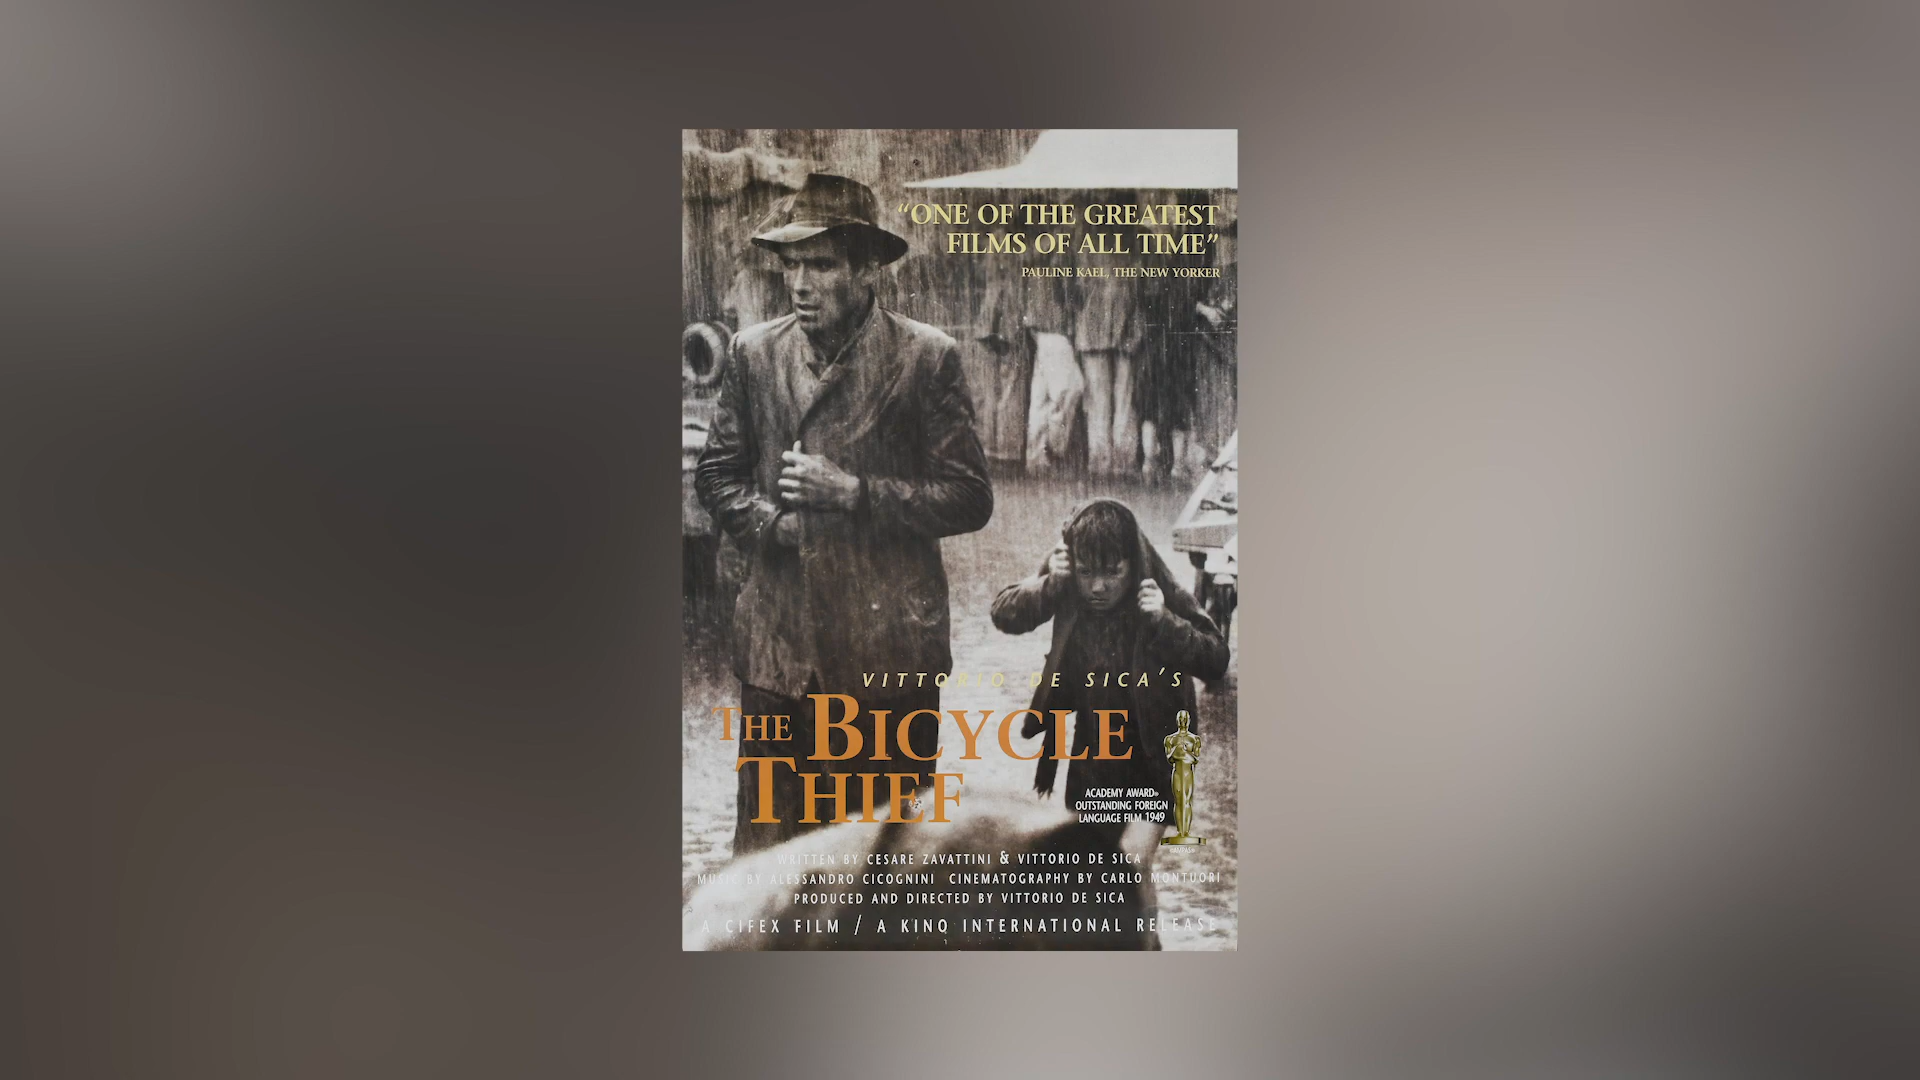 “ONE OF THE GREATEST
FILMS OF ALL TIME”
PAULINE KAEL, THE NEW YORKER
VITTORIO DE SICA’S
THE BICYCLE
THIEF
ACADEMY AWARD®
OUTSTANDING FOREIGN
LANGUAGE FILM 1949
WRITTEN BY CESARE ZAVATTINI & VITTORIO DE SICA
MUSIC BY ALESSANDRO CICOGNINI CINEMATOGRAPHY BY CARLO MONTUORI
PRODUCED AND DIRECTED BY VITTORIO DE SICA
A CIFEX FILM / A KINO INTERNATIONAL RELEASE